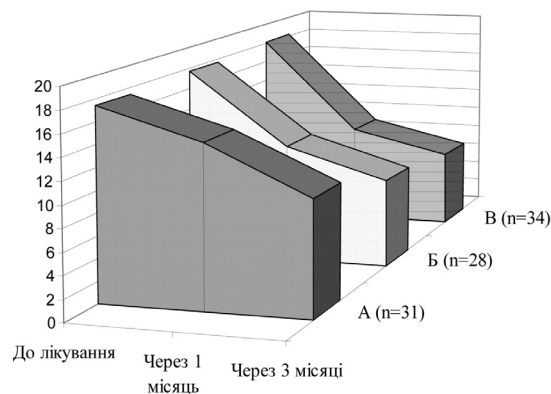 20
18
16
14
12
10
8
6
4
2
0
До лікування
Через 1
місяць
Через 3 місяці
А (n=31)
Б (n=28)
В (n=34)